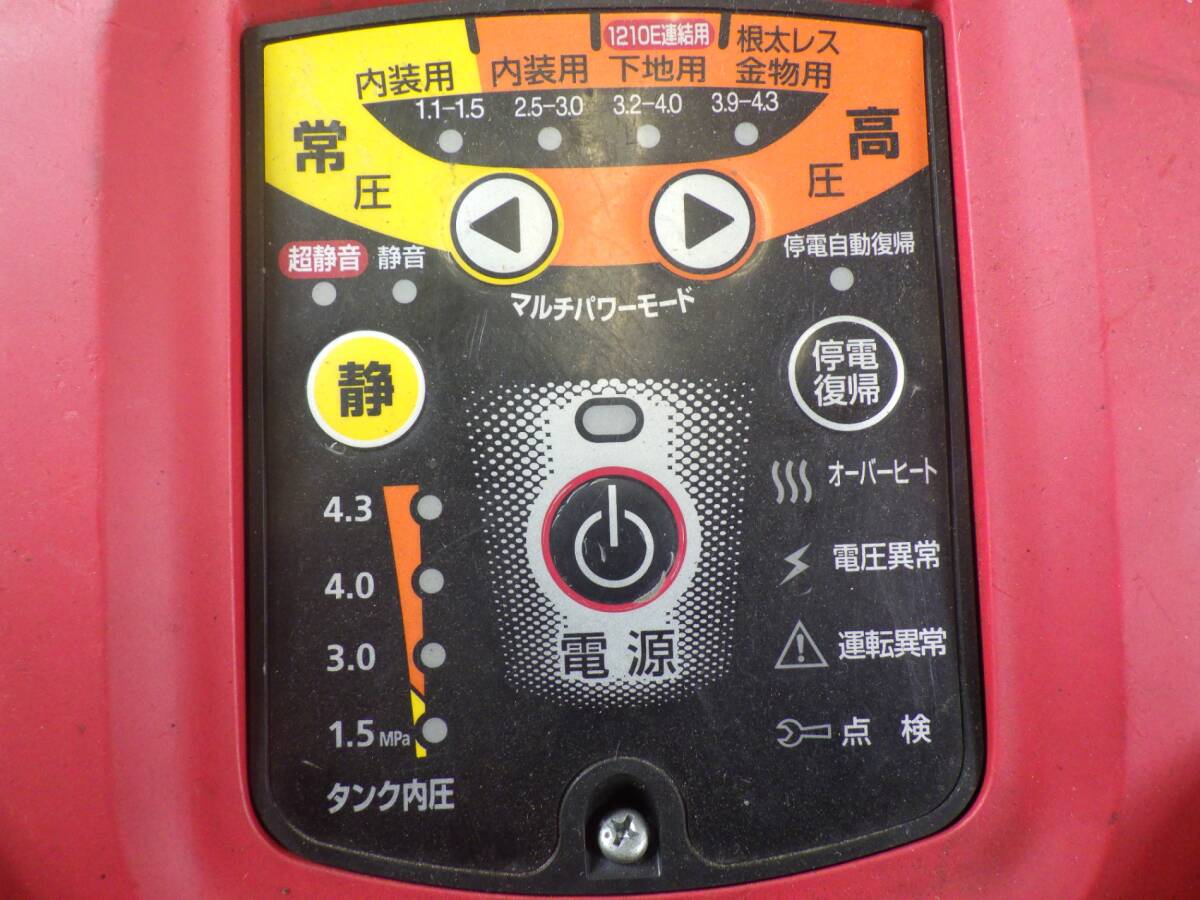 1210E連結用
根太レス
内装用
内装用
下地用
金物用
1.1-1.5
2.5-3.0
3.2-4.0
3.9-4.3
常圧
高圧
超静音
静音
停電自動復帰
マルチパワーモード
静
停電
復帰
オーバーヒート
4.3
4.0
電圧異常
3.0
電源
運転異常
1.5 MPa
点検
タンク内圧